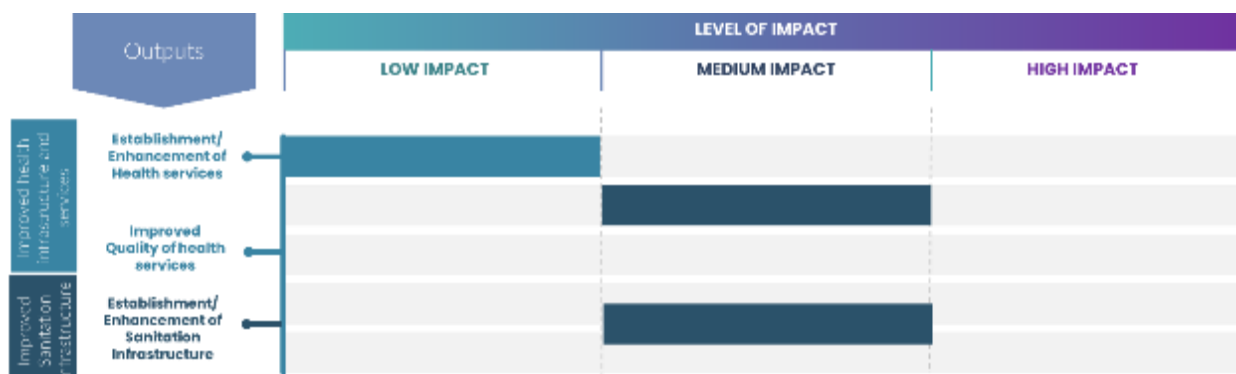 Outputs
LEVEL OF IMPACT
LOW IMPACT
MEDIUM IMPACT
HIGH IMPACT
Improved health
infrastructure and
services
Establishment/
Enhancement of
Health services
Improved
Quality of health
services
Improved
Sanitation
nfrastructure
Establishment/
Enhancement of
Sanitation
Infrastructure